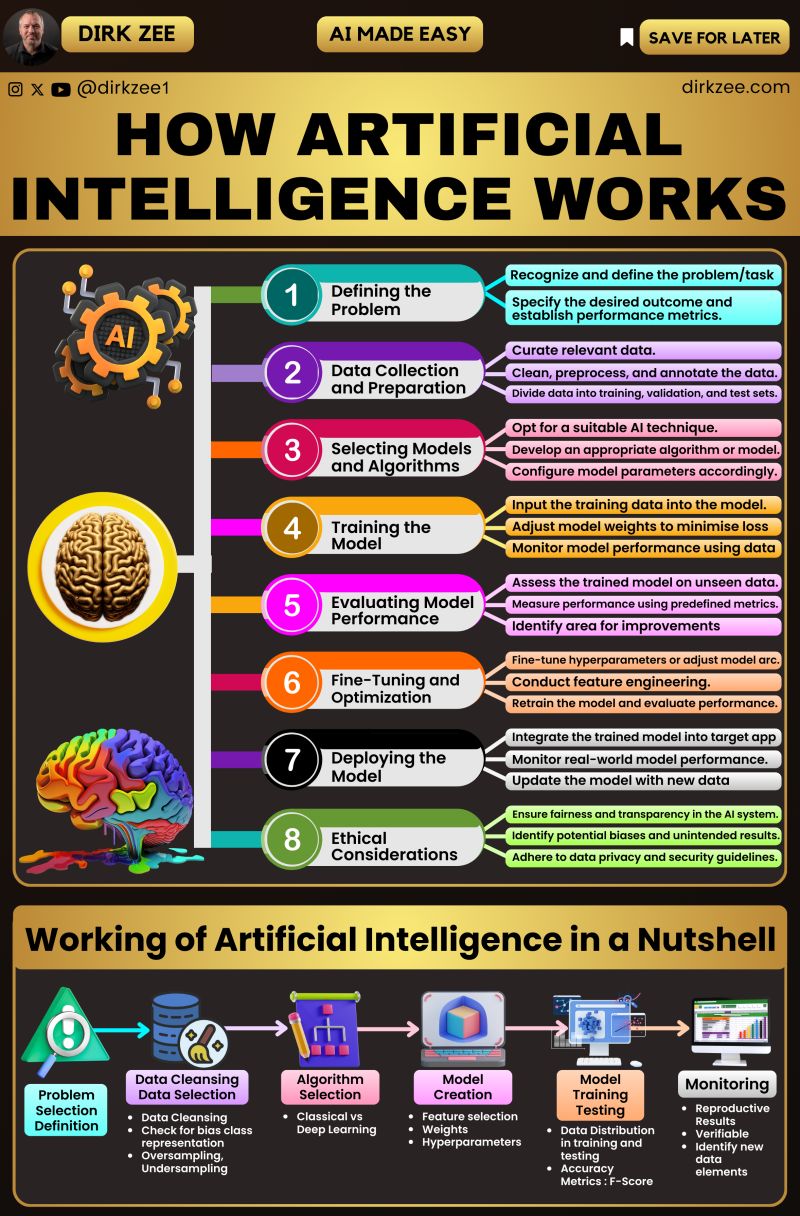 DIRK ZEE
AI MADE EASY
SAVE FOR LATER
@dirkzee1
dirkzee.com
HOW ARTIFICIAL
INTELLIGENCE WORKS
AI
1
Defining the
Problem
Recognize and define the problem/task
Specify the desired outcome and
establish performance metrics.
2
Data Collection
and Preparation
Curate relevant data.
Clean, preprocess, and annotate the data.
Divide data into training, validation, and test sets.
3
Selecting Models
and Algorithms
Opt for a suitable AI technique.
Develop an appropriate algorithm or model.
Configure model parameters accordingly.
4
Training the
Model
Input the training data into the model.
Adjust model weights to minimise loss
Monitor model performance using data
5
Evaluating Model
Performance
Assess the trained model on unseen data.
Measure performance using predefined metrics.
Identify area for improvements
6
Fine-Tuning and
Optimization
Fine-tune hyperparameters or adjust model arc.
Conduct feature engineering.
Retrain the model and evaluate performance.
7
Deploying the
Model
Integrate the trained model into target app
Monitor real-world model performance.
Update the model with new data
8
Ethical
Considerations
Ensure fairness and transparency in the AI system.
Identify potential biases and unintended results.
Adhere to data privacy and security guidelines.
Working of Artificial Intelligence in a Nutshell
Problem
Selection
Definition
Data Cleansing
Data Selection
• Data Cleansing
• Check for bias class
representation
• Oversampling,
Undersampling
Algorithm
Selection
• Classical vs
Deep Learning
Model
Creation
• Feature selection
• Weights
• Hyperparameters
Model
Training
Testing
• Data Distribution
in training and
testing
• Accuracy
Metrics : F-Score
Monitoring
• Reproductive
Results
• Verifiable
• Identify new
data
elements